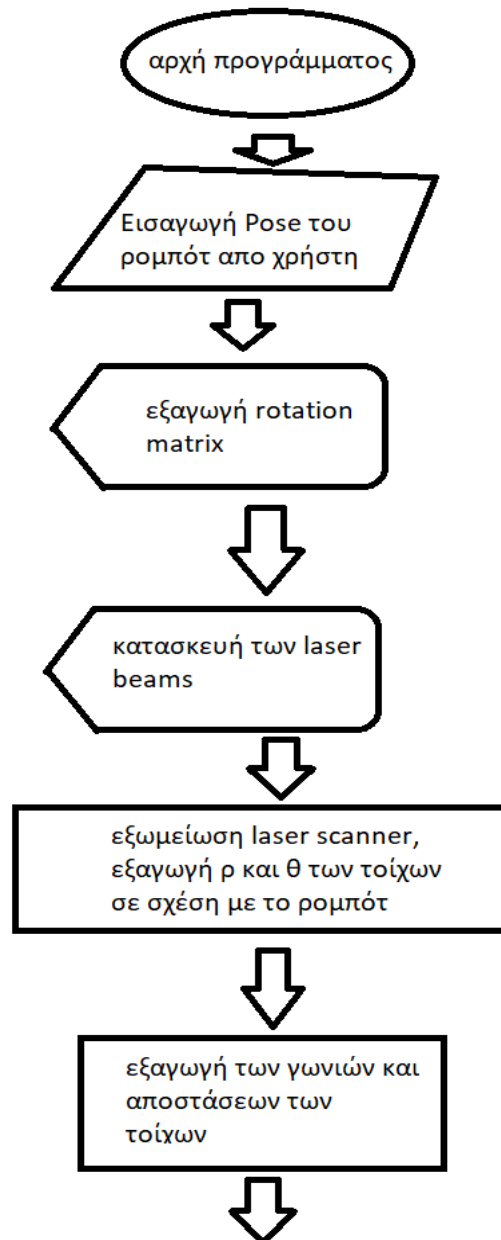 αρχή προγράμματος
Εισαγωγή Pose του
ρομπότ απο χρήστη
εξαγωγή rotation
matrix
κατασκευή των laser
beams
εξωμείωση laser scanner,
εξαγωγή ρ και θ των τοίχων
σε σχέση με το ρομπότ
εξαγωγή των γωνιών και
αποστάσεων των
τοίχων